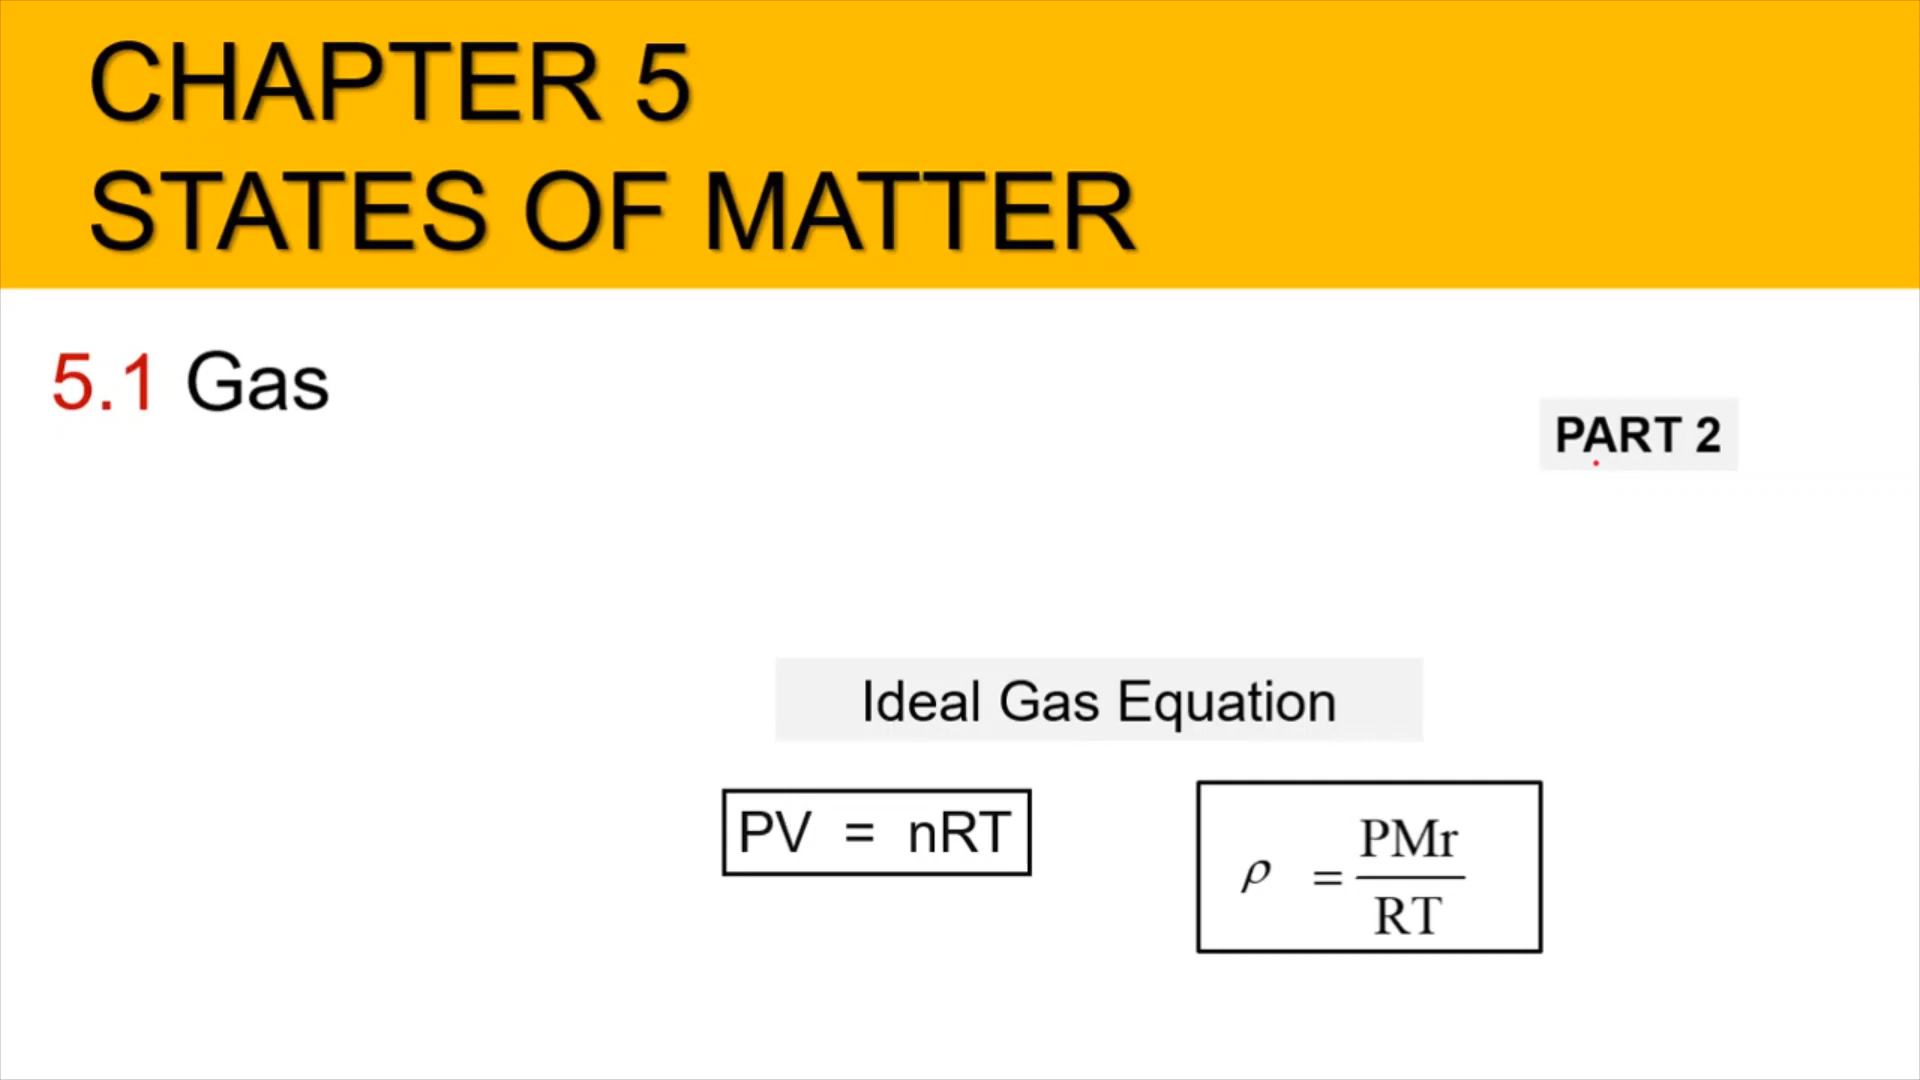 CHAPTER 5
STATES OF MATTER
5.1 Gas
PART 2
Ideal Gas Equation
PV = nRT
ρ = PMr
RT